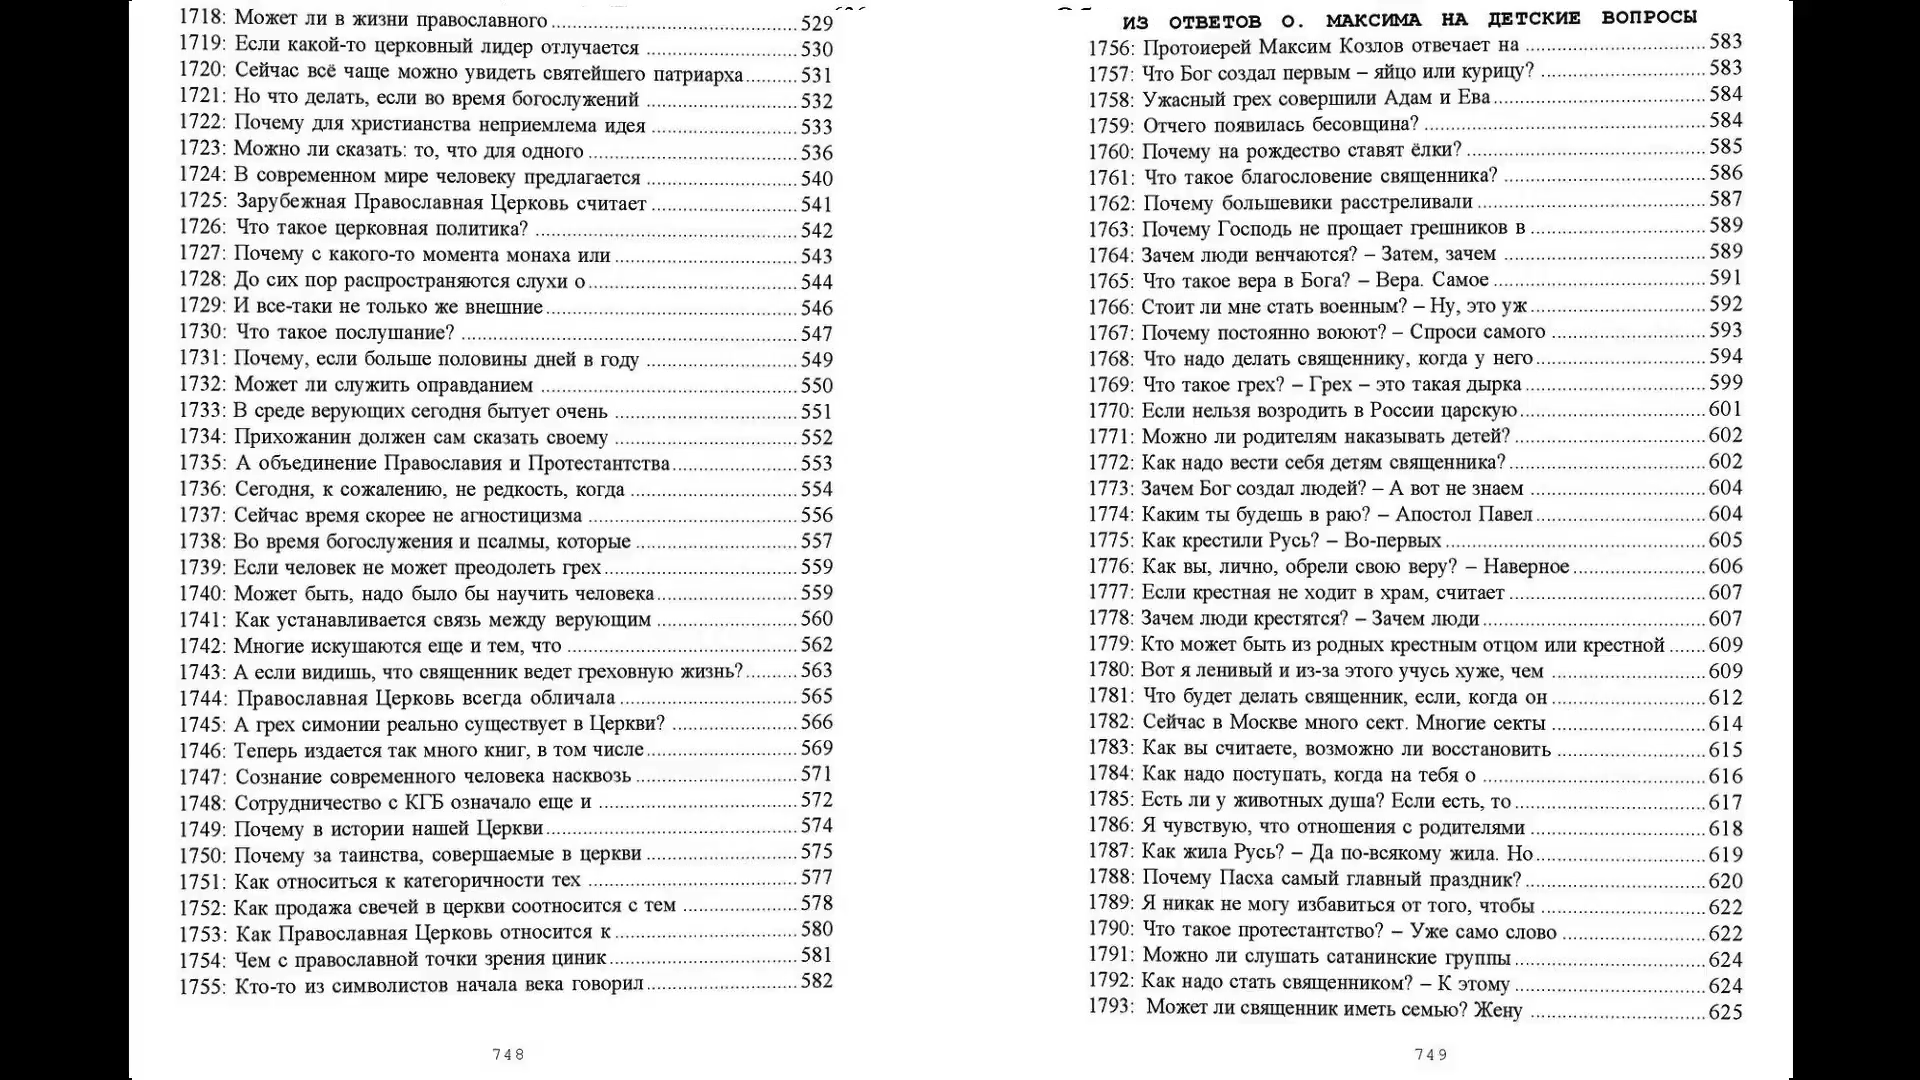 1718: Может ли в жизни православного ........ 529
1719: Если какой-то церковный лидер отлучается ........ 530
1720: Сейчас всё чаще можно увидеть святейшего патриарха ........ 531
1721: Но что делать, если во время богослужений ........ 532
1722: Почему для христианства неприемлема идея ........ 533
1723: Можно ли сказать: то, что для одного ........ 536
1724: В современном мире человеку предлагается ........ 540
1725: Зарубежная Православная Церковь считает ........ 541
1726: Что такое церковная политика? ........ 542
1727: Почему с какого-то момента монаха или ........ 543
1728: До сих пор распространяются слухи о ........ 544
1729: И все-таки не только же внешние ........ 546
1730: Что такое послушание? ........ 547
1731: Почему, если больше половины дней в году ........ 549
1732: Может ли служить оправданием ........ 550
1733: В среде верующих сегодня бытует очень ........ 551
1734: Прихожанин должен сам сказать своему ........ 552
1735: А объединение Православия и Протестантства ........ 553
1736: Сегодня, к сожалению, не редкость, когда ........ 554
1737: Сейчас время скорее не агностицизма ........ 556
1738: Во время богослужения и псалмы, которые ........ 557
1739: Если человек не может преодолеть грех ........ 559
1740: Может быть, надо было бы научить человека ........ 559
1741: Как устанавливается связь между верующим ........ 560
1742: Многие искушаются еще и тем, что ........ 562
1743: А если видишь, что священник ведет греховную жизнь? ........ 563
1744: Православная Церковь всегда обличала ........ 565
1745: А грех симонии реально существует в Церкви? ........ 566
1746: Теперь издается так много книг, в том числе ........ 569
1747: Сознание современного человека насквозь ........ 571
1748: Сотрудничество с КГБ означало еще и ........ 572
1749: Почему в истории нашей Церкви ........ 574
1750: Почему за таинства, совершаемые в церкви ........ 575
1751: Как относиться к категоричности тех ........ 577
1752: Как продажа свечей в церкви соотносится с тем ........ 578
1753: Как Православная Церковь относится к ........ 580
1754: Чем с православной точки зрения циник ........ 581
1755: Кто-то из символистов начала века говорил ........ 582
748
ИЗ ОТВЕТОВ О. МАКСИМА НА ДЕТСКИЕ ВОПРОСЫ
1756: Протоиерей Максим Козлов отвечает на ........ 583
1757: Что Бог создал первым – яйцо или курицу? ........ 583
1758: Ужасный грех совершили Адам и Ева ........ 584
1759: Отчего появилась бесовщина? ........ 584
1760: Почему на рождество ставят ёлки? ........ 585
1761: Что такое благословение священника? ........ 586
1762: Почему большевики расстреливали ........ 587
1763: Почему Господь не прощает грешников в ........ 589
1764: Зачем люди венчаются? – Затем, зачем ........ 589
1765: Что такое вера в Бога? – Вера. Самое ........ 591
1766: Стоит ли мне стать военным? – Ну, это уж ........ 592
1767: Почему постоянно воюют? – Спроси самого ........ 593
1768: Что надо делать священнику, когда у него ........ 594
1769: Что такое грех? – Грех – это такая дырка ........ 599
1770: Если нельзя возродить в России царскую ........ 601
1771: Можно ли родителям наказывать детей? ........ 602
1772: Как надо вести себя детям священника? ........ 602
1773: Зачем Бог создал людей? – А вот не знаем ........ 604
1774: Каким ты будешь в раю? – Апостол Павел ........ 604
1775: Как крестили Русь? – Во-первых ........ 605
1776: Как вы, лично, обрели свою веру? – Наверное ........ 606
1777: Если крестная не ходит в храм, считает ........ 607
1778: Зачем люди крестятся? – Зачем люди ........ 607
1779: Кто может быть из родных крестным отцом или крестной ........ 609
1780: Вот я ленивый и из-за этого учусь хуже, чем ........ 609
1781: Что будет делать священник, если, когда он ........ 612
1782: Сейчас в Москве много сект. Многие секты ........ 614
1783: Как вы считаете, возможно ли восстановить ........ 615
1784: Как надо поступать, когда на тебя о ........ 616
1785: Есть ли у животных душа? Если есть, то ........ 617
1786: Я чувствую, что отношения с родителями ........ 618
1787: Как жила Русь? – Да по-всякому жила. Но ........ 619
1788: Почему Пасха самый главный праздник? ........ 620
1789: Я никак не могу избавиться от того, чтобы ........ 622
1790: Что такое протестантство? – Уже само слово ........ 622
1791: Можно ли слушать сатанинские группы ........ 624
1792: Как надо стать священником? – К этому ........ 624
1793: Может ли священник иметь семью? Жену ........ 625
749